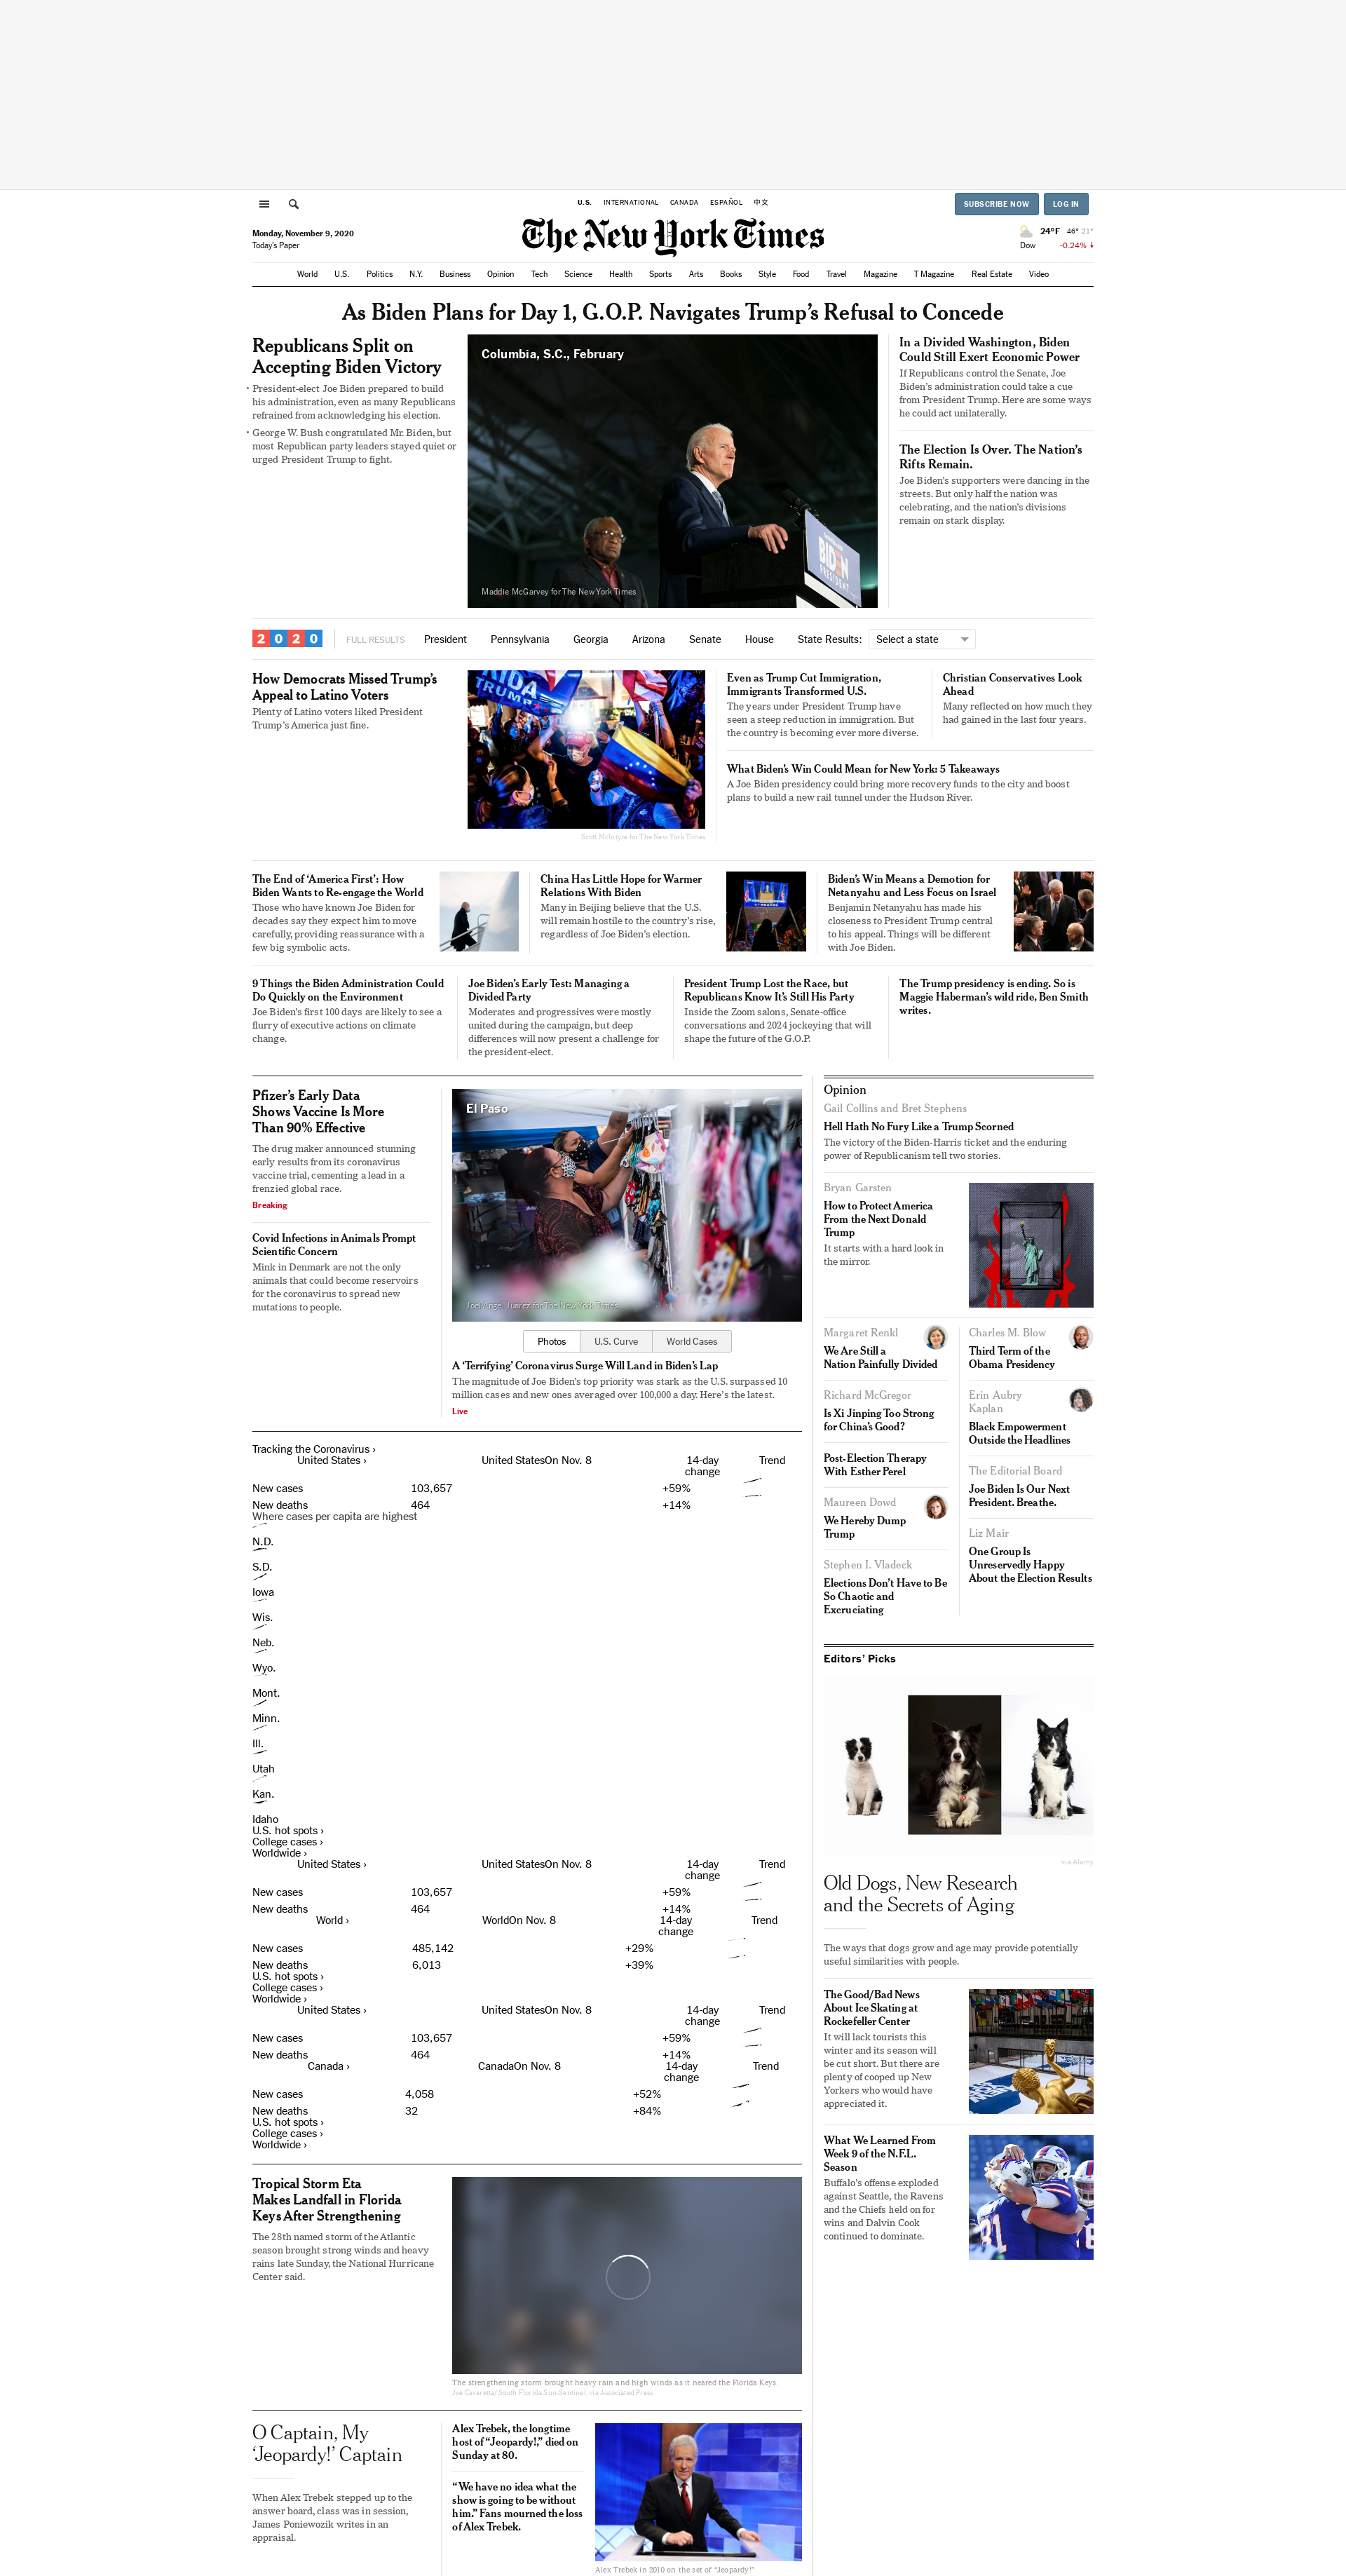 U.S. INTERNATIONAL CANADA ESPAÑOL 中文
SUBSCRIBE NOW LOG IN
Monday, November 9, 2020
Today's Paper
The New York Times
24°F 46° 21°
Dow -0.24%
World U.S. Politics N.Y. Business Opinion Tech Science Health Sports Arts Books Style Food Travel Magazine T Magazine Real Estate Video
As Biden Plans for Day 1, G.O.P. Navigates Trump's Refusal to Concede
Republicans Split on
Accepting Biden Victory
• President-elect Joe Biden prepared to build
his administration, even as many Republicans
refrained from acknowledging his election.
• George W. Bush congratulated Mr. Biden, but
most Republican party leaders stayed quiet or
urged President Trump to fight.
Columbia, S.C., February
BIDEN
PRESIDENT
Maddie McGarvey for The New York Times
In a Divided Washington, Biden
Could Still Exert Economic Power
If Republicans control the Senate, Joe
Biden's administration could take a cue
from President Trump. Here are some ways
he could act unilaterally.
The Election Is Over. The Nation's
Rifts Remain.
Joe Biden's supporters were dancing in the
streets. But only half the nation was
celebrating, and the nation's divisions
remain on stark display.
2020 FULL RESULTS President Pennsylvania Georgia Arizona Senate House State Results: Select a state
How Democrats Missed Trump's
Appeal to Latino Voters
Plenty of Latino voters liked President
Trump's America just fine.
TRUMP
Scott McIntyre for The New York Times
Even as Trump Cut Immigration,
Immigrants Transformed U.S.
The years under President Trump have
seen a steep reduction in immigration. But
the country is becoming ever more diverse.
Christian Conservatives Look
Ahead
Many reflected on how much they
had gained in the last four years.
What Biden's Win Could Mean for New York: 5 Takeaways
A Joe Biden presidency could bring more recovery funds to the city and boost
plans to build a new rail tunnel under the Hudson River.
The End of 'America First': How
Biden Wants to Re-engage the World
Those who have known Joe Biden for
decades say they expect him to move
carefully, providing reassurance with a
few big symbolic acts.
China Has Little Hope for Warmer
Relations With Biden
Many in Beijing believe that the U.S.
will remain hostile to the country's rise,
regardless of Joe Biden's election.
Biden's Win Means a Demotion for
Netanyahu and Less Focus on Israel
Benjamin Netanyahu has made his
closeness to President Trump central
to his appeal. Things will be different
with Joe Biden.
9 Things the Biden Administration Could
Do Quickly on the Environment
Joe Biden's first 100 days are likely to see a
flurry of executive actions on climate
change.
Joe Biden's Early Test: Managing a
Divided Party
Moderates and progressives were mostly
united during the campaign, but deep
differences will now present a challenge for
the president-elect.
President Trump Lost the Race, but
Republicans Know It's Still His Party
Inside the Zoom salons, Senate-office
conversations and 2024 jockeying that will
shape the future of the G.O.P.
The Trump presidency is ending. So is
Maggie Haberman's wild ride, Ben Smith
writes.
Pfizer's Early Data
Shows Vaccine Is More
Than 90% Effective
The drug maker announced stunning
early results from its coronavirus
vaccine trial, cementing a lead in a
frenzied global race.
Breaking
Covid Infections in Animals Prompt
Scientific Concern
Mink in Denmark are not the only
animals that could become reservoirs
for the coronavirus to spread new
mutations to people.
El Paso
Joel Angel Juarez for The New York Times
Photos U.S. Curve World Cases
A 'Terrifying' Coronavirus Surge Will Land in Biden's Lap
The magnitude of Joe Biden's top priority was stark as the U.S. surpassed 10
million cases and new ones averaged over 100,000 a day. Here's the latest.
Live
Tracking the Coronavirus ›
United States › United StatesOn Nov. 8 14-day change Trend
New cases 103,657 +59%
New deaths 464 +14%
Where cases per capita are highest
N.D.
S.D.
Iowa
Wis.
Neb.
Wyo.
Mont.
Minn.
Ill.
Utah
Kan.
Idaho
U.S. hot spots ›
College cases ›
Worldwide ›
United States › United StatesOn Nov. 8 14-day change Trend
New cases 103,657 +59%
New deaths 464 +14%
World › WorldOn Nov. 8 14-day change Trend
New cases 485,142 +29%
New deaths 6,013 +39%
U.S. hot spots ›
College cases ›
Worldwide ›
United States › United StatesOn Nov. 8 14-day change Trend
New cases 103,657 +59%
New deaths 464 +14%
Canada › CanadaOn Nov. 8 14-day change Trend
New cases 4,058 +52%
New deaths 32 +84%
U.S. hot spots ›
College cases ›
Worldwide ›
Tropical Storm Eta
Makes Landfall in Florida
Keys After Strengthening
The 28th named storm of the Atlantic
season brought strong winds and heavy
rains late Sunday, the National Hurricane
Center said.
The strengthening storm brought heavy rain and high winds as it neared the Florida Keys.
Joe Cavaretta/South Florida Sun-Sentinel, via Associated Press
O Captain, My
'Jeopardy!' Captain
When Alex Trebek stepped up to the
answer board, class was in session,
James Poniewozik writes in an
appraisal.
Alex Trebek, the longtime
host of "Jeopardy!," died on
Sunday at 80.
"We have no idea what the
show is going to be without
him." Fans mourned the loss
of Alex Trebek.
Alex Trebek in 2010 on the set of "Jeopardy!"
Opinion
Gail Collins and Bret Stephens
Hell Hath No Fury Like a Trump Scorned
The victory of the Biden-Harris ticket and the enduring
power of Republicanism tell two stories.
Bryan Garsten
How to Protect America
From the Next Donald
Trump
It starts with a hard look in
the mirror.
Margaret Renkl
We Are Still a
Nation Painfully Divided
Richard McGregor
Is Xi Jinping Too Strong
for China's Good?
Post-Election Therapy
With Esther Perel
Maureen Dowd
We Hereby Dump
Trump
Stephen I. Vladeck
Elections Don't Have to Be
So Chaotic and
Excruciating
Charles M. Blow
Third Term of the
Obama Presidency
Erin Aubry
Kaplan
Black Empowerment
Outside the Headlines
The Editorial Board
Joe Biden Is Our Next
President. Breathe.
Liz Mair
One Group Is
Unreservedly Happy
About the Election Results
Editors' Picks
via Alamy
Old Dogs, New Research
and the Secrets of Aging
The ways that dogs grow and age may provide potentially
useful similarities with people.
The Good/Bad News
About Ice Skating at
Rockefeller Center
It will lack tourists this
winter and its season will
be cut short. But there are
plenty of cooped up New
Yorkers who would have
appreciated it.
What We Learned From
Week 9 of the N.F.L.
Season
Buffalo's offense exploded
against Seattle, the Ravens
and the Chiefs held on for
wins and Dalvin Cook
continued to dominate.